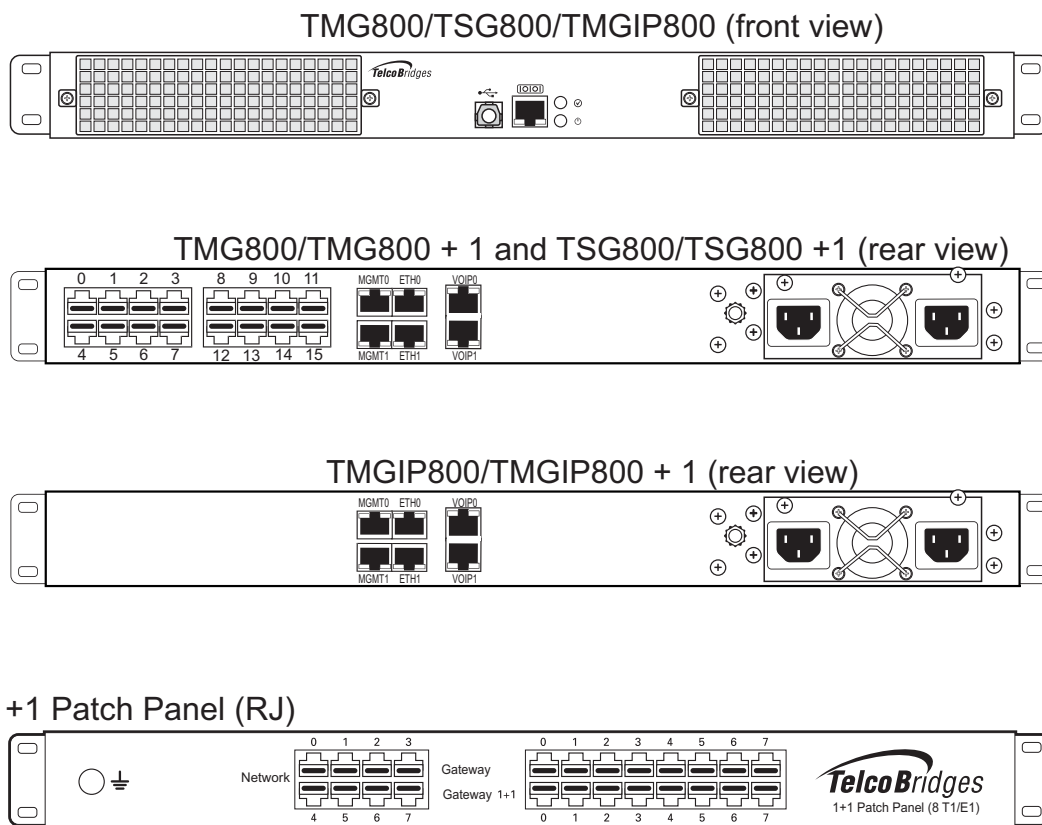 TMG800/TSG800/TMGIP800 (front view)
TelcoBridges
|O|O|
TMG800/TMG800 + 1 and TSG800/TSG800 +1 (rear view)
0 1 2 3 8 9 10 11 MGMT0 ETH0 VOIP0
4 5 6 7 12 13 14 15 MGMT1 ETH1 VOIP1
TMGIP800/TMGIP800 + 1 (rear view)
MGMT0 ETH0 VOIP0
MGMT1 ETH1 VOIP1
+1 Patch Panel (RJ)
0 1 2 3 0 1 2 3 4 5 6 7
Network Gateway
Gateway 1+1
4 5 6 7 0 1 2 3 4 5 6 7
TelcoBridges
1+1 Patch Panel (8 T1/E1)